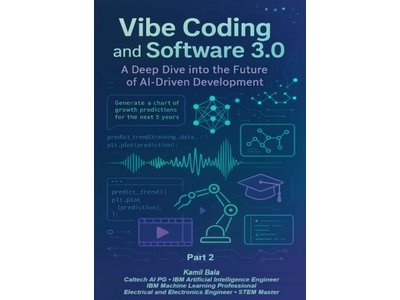 Vibe Coding
and Software 3.0
A Deep Dive into the Future
of AI-Driven Development
Generate a chart of
growth predictions
for the next 5 years
predict_trend(training_data,
plt.plot(prediction);
predict_trend()
plt.plot
(prediction);
Part 2
Kamil Bala
Caltech AI PG • IBM Artificial Intelligence Engineer
IBM Machine Learning Professional
Electrical and Electronics Engineer • STEM Master